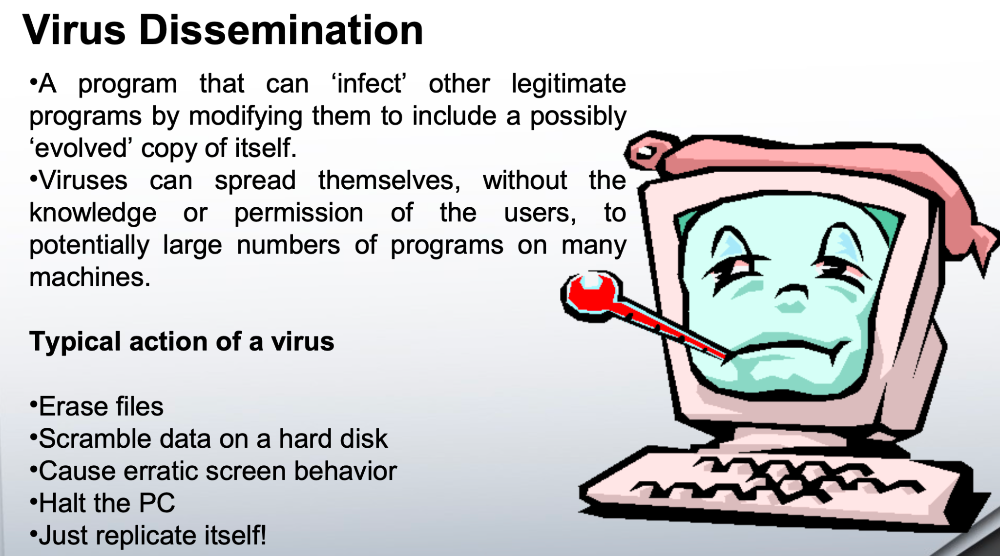 Virus Dissemination
•A program that can ‘infect’ other legitimate
programs by modifying them to include a possibly
‘evolved’ copy of itself.
•Viruses can spread themselves, without the
knowledge or permission of the users, to
potentially large numbers of programs on many
machines.
Typical action of a virus
•Erase files
•Scramble data on a hard disk
•Cause erratic screen behavior
•Halt the PC
•Just replicate itself!